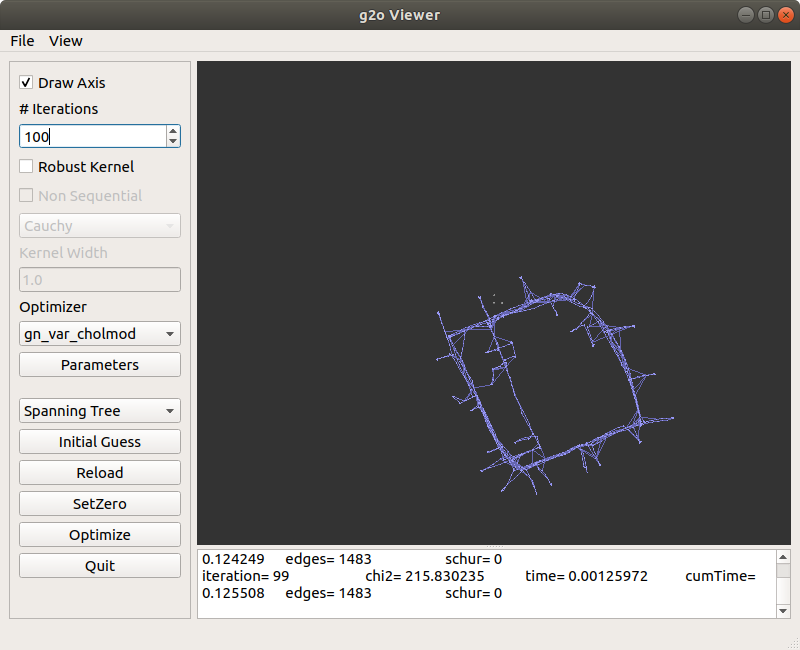 g2o Viewer
File View
Draw Axis
# Iterations
100
Robust Kernel
Non Sequential
Cauchy
Kernel Width
1.0
Optimizer
gn_var_cholmod
Parameters
Spanning Tree
Initial Guess
Reload
SetZero
Optimize
Quit
0.124249 edges= 1483 schur= 0
iteration= 99 chi2= 215.830235 time= 0.00125972 cumTime=
0.125508 edges= 1483 schur= 0